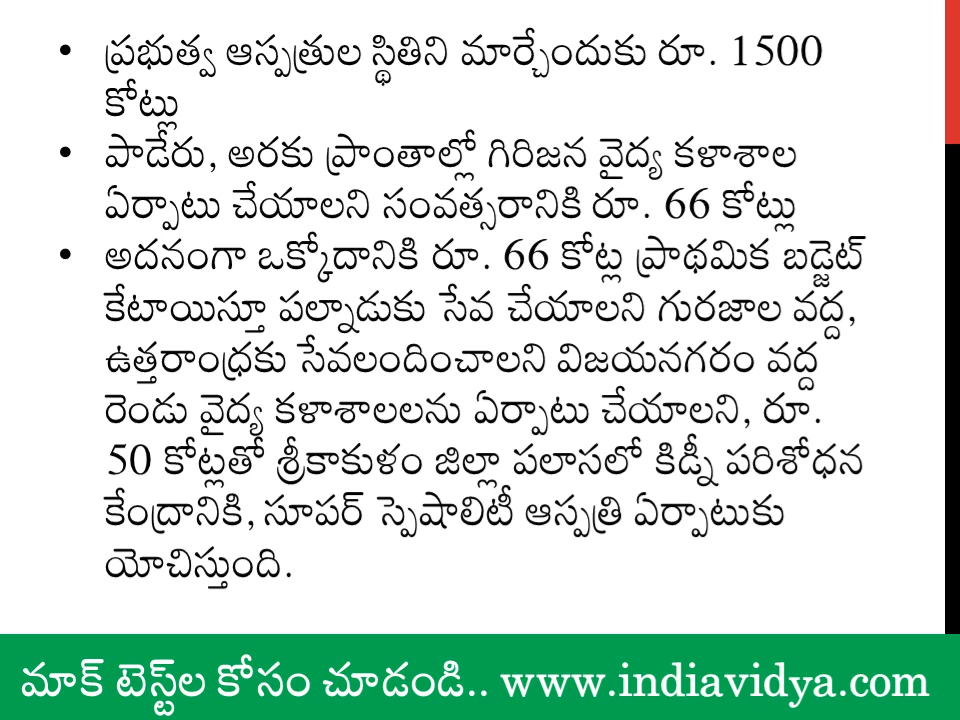 • ప్రభుత్వ ఆస్పత్రుల స్థితిని మార్చేందుకు రూ. 1500
కోట్లు
• పాడేరు, అరకు ప్రాంతాల్లో గిరిజన వైద్య కళాశాల
ఏర్పాటు చేయాలని సంవత్సరానికి రూ. 66 కోట్లు
• అదనంగా ఒక్కోదానికి రూ. 66 కోట్ల ప్రాథమిక బడ్జెట్
కేటాయిస్తూ పల్నాడుకు సేవ చేయాలని గురజాల వద్ద,
ఉత్తరాంధ్రకు సేవలందించాలని విజయనగరం వద్ద
రెండు వైద్య కళాశాలలను ఏర్పాటు చేయాలని, రూ.
50 కోట్లతో శ్రీకాకుళం జిల్లా పలాసలో కిడ్నీ పరిశోధన
కేంద్రానికి, సూపర్ స్పెషాలిటీ ఆస్పత్రి ఏర్పాటుకు
యోచిస్తుంది.
మాక్ టెస్ట్‌ల కోసం చూడండి.. www.indiavidya.com